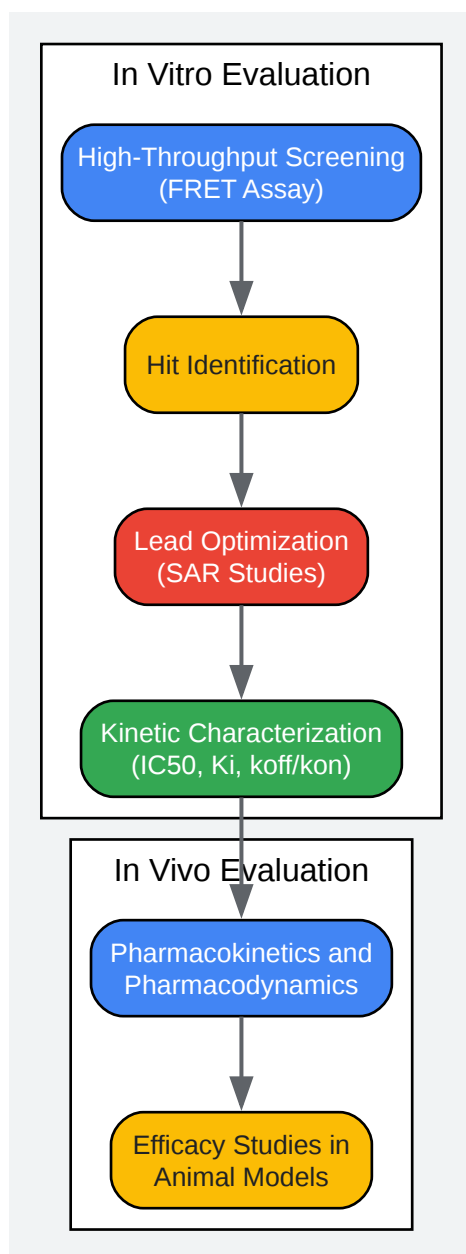 In Vitro Evaluation
High-Throughput Screening
(FRET Assay)
Hit Identification
Lead Optimization
(SAR Studies)
Kinetic Characterization
(IC50, Ki, koff/kon)
In Vivo Evaluation
Pharmacokinetics and
Pharmacodynamics
Efficacy Studies in
Animal Models